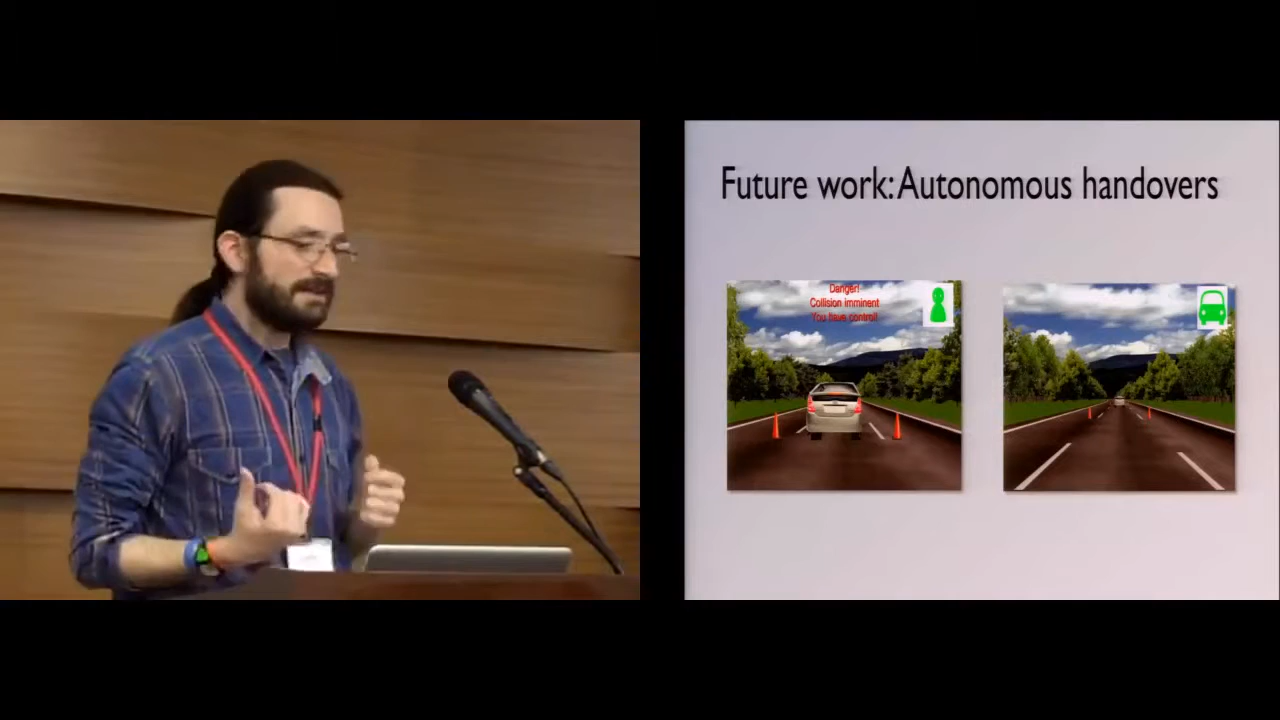 Future work: Autonomous handovers
Danger!
Collision imminent
You have control!